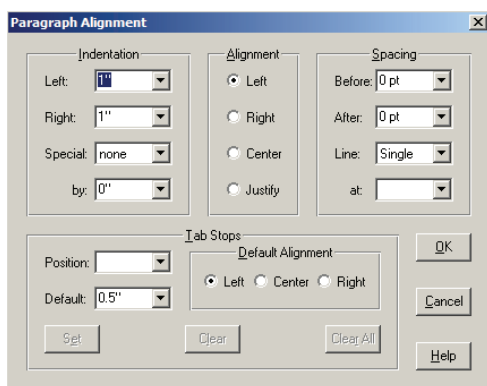 Paragraph Alignment
Indentation Alignment Spacing
Left: 1" Left Before: 0 pt
Right: 1" Right After: 0 pt
Special: none Center Line: Single
by: 0" Justify at:
Tab Stops
Position: Default Alignment OK
Default: 0.5" Left Center Right Cancel
Set Clear Clear All
Help